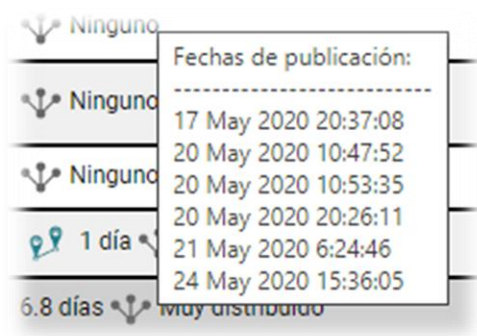 Ninguno
Fechas de publicación:
--------------------------
Ninguno
17 May 2020 20:37:08
20 May 2020 10:47:52
Ninguno
20 May 2020 10:53:35
20 May 2020 20:26:11
1 día
21 May 2020 6:24:46
24 May 2020 15:36:05
6.8 días Muy distribuido